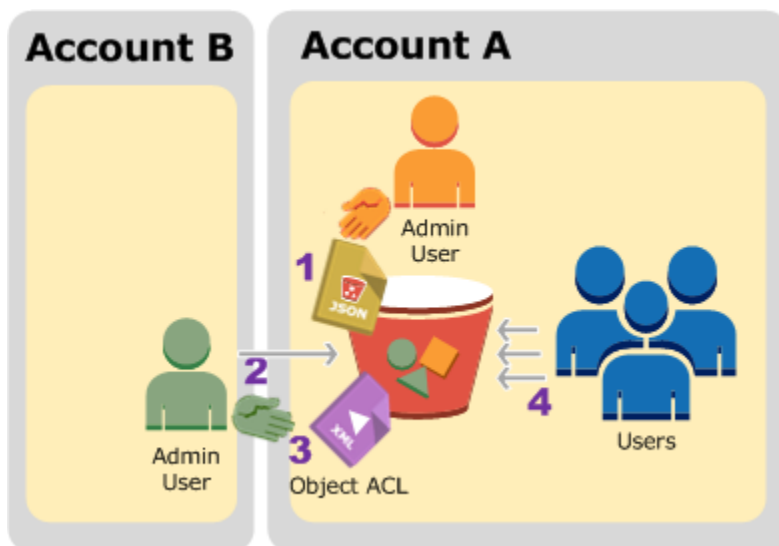 Account B
Account A
Admin
User
1
JSON
2
4
Admin
User
3
XML
Object ACL
Users